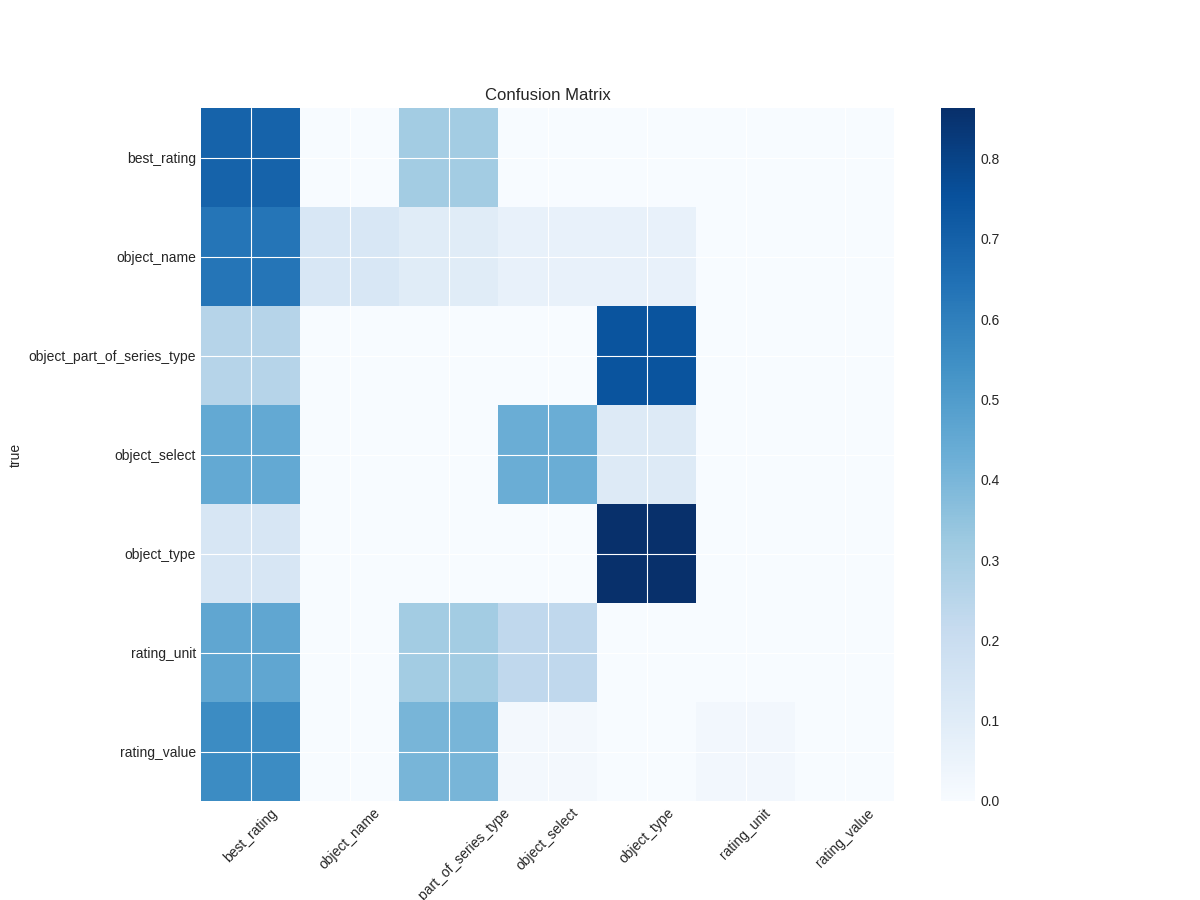 Confusion Matrix
best_rating
object_name
object_part_of_series_type
object_select
object_type
rating_unit
rating_value
true
best_rating
object_name
part_of_series_type
object_select
object_type
rating_unit
rating_value
0.8
0.7
0.6
0.5
0.4
0.3
0.2
0.1
0.0